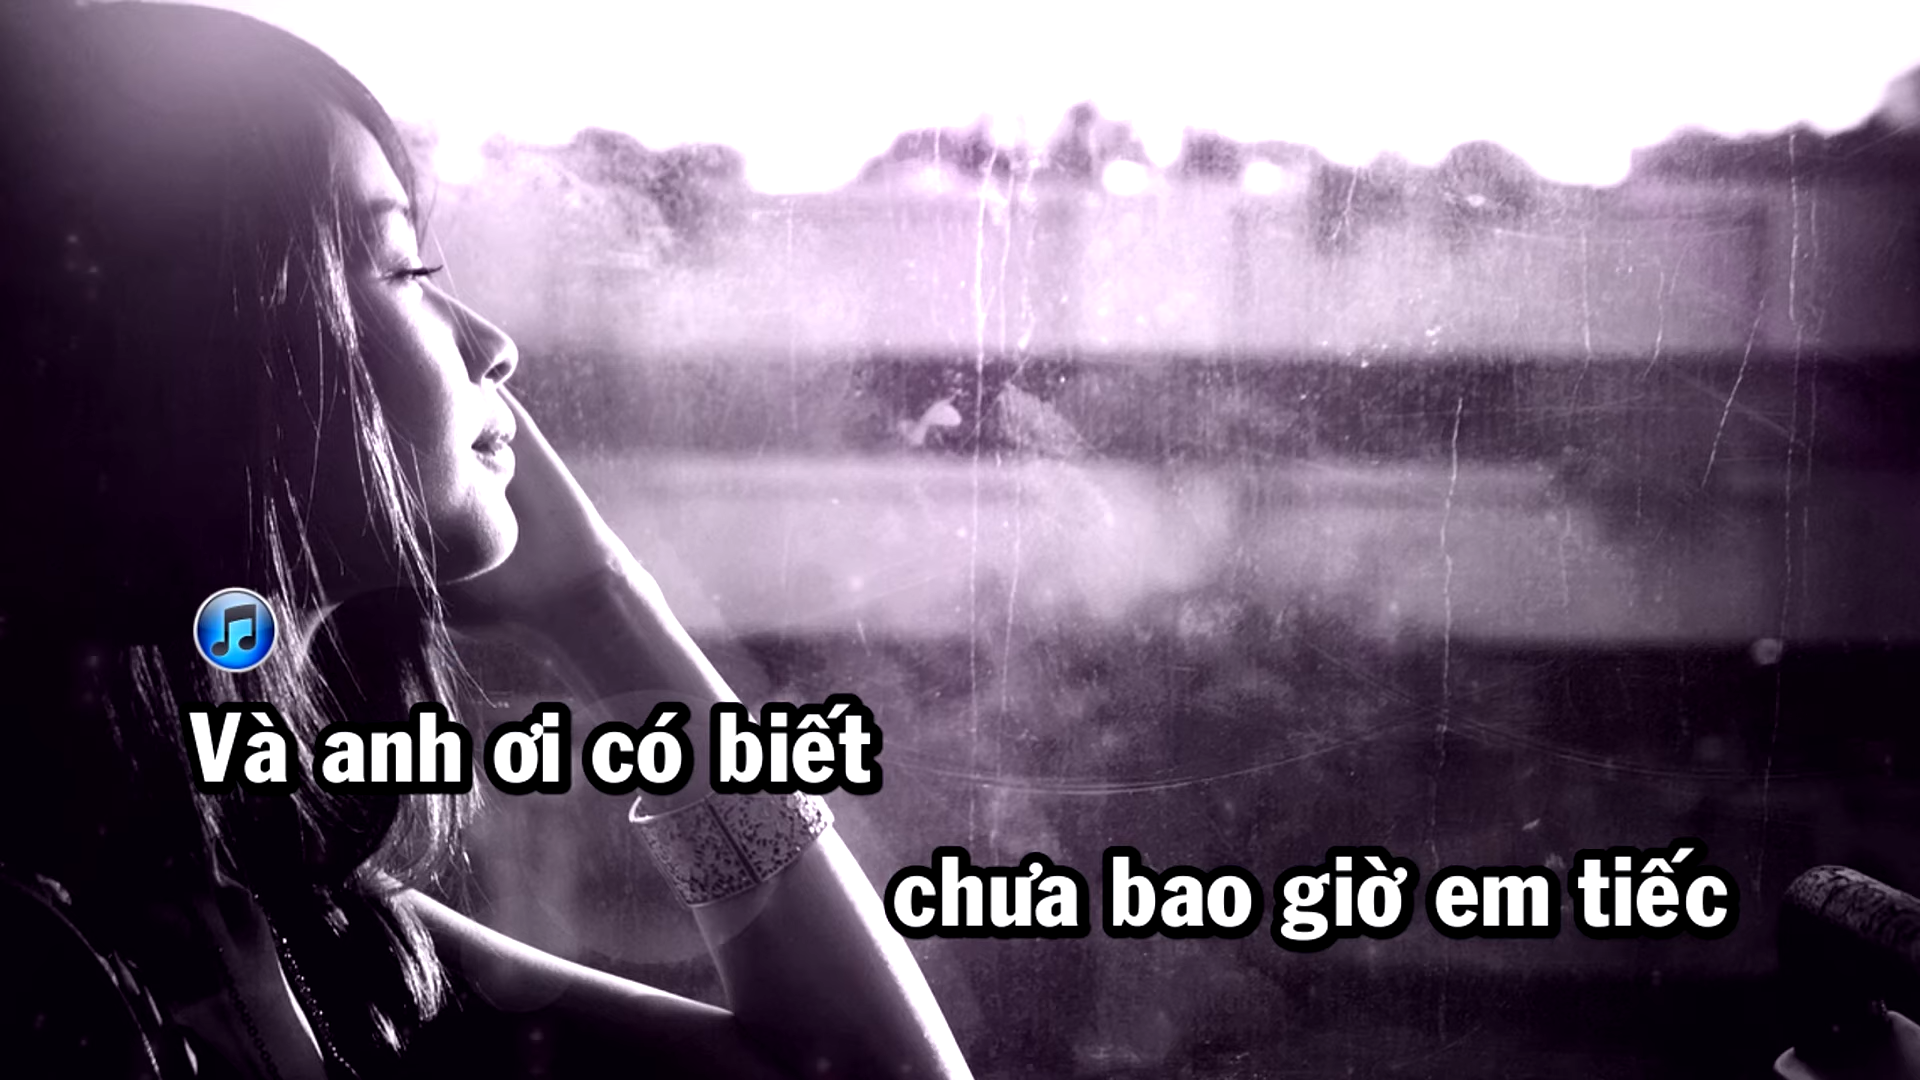 Và anh ơi có biết
chưa bao giờ em tiếc